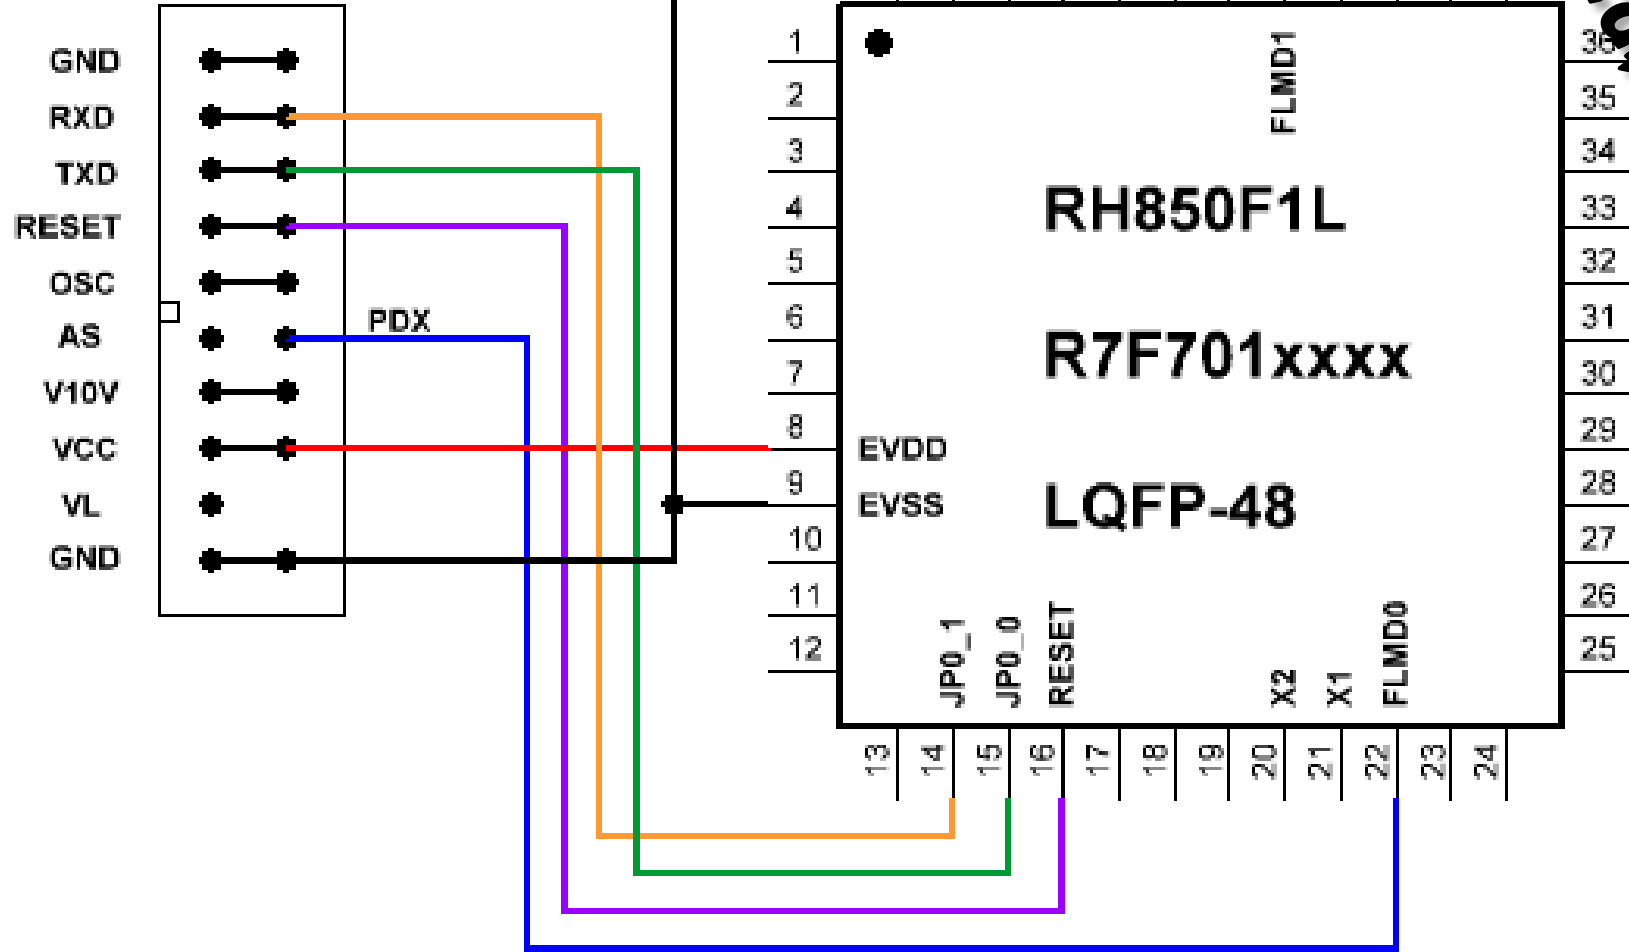 GND
RXD
TXD
RESET
OSC
AS
PDX
V10V
VCC
VL
GND
1
2
3
4
5
6
7
8
9
10
11
12
FLMD1
RH850F1L
R7F701xxxx
EVDD
EVSS
LQFP-48
JP0_1
JP0_0
RESET
X2
X1
FLMD0
13
14
15
16
17
18
19
20
21
22
23
24
36
35
34
33
32
31
30
29
28
27
26
25